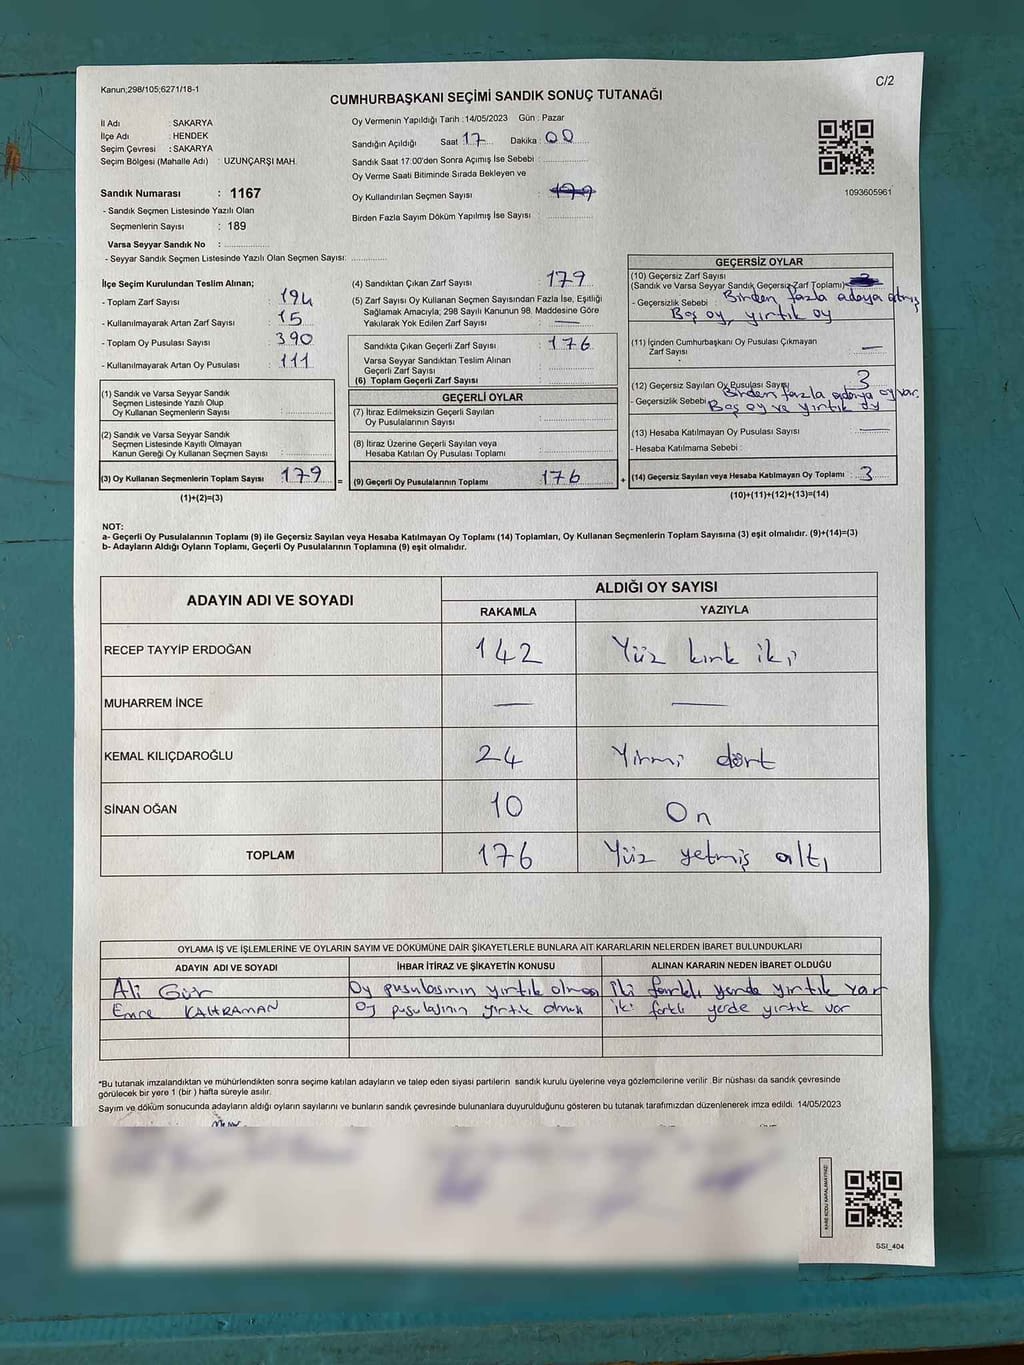 Kanun;298/105;6271/18-1
C/2
CUMHURBAŞKANI SEÇİMİ SANDIK SONUÇ TUTANAĞI
İl Adı : SAKARYA
İlçe Adı : HENDEK
Seçim Çevresi : SAKARYA
Seçim Bölgesi (Mahalle Adı) : UZUNÇARŞI MAH.
Sandık Numarası : 1167
- Sandık Seçmen Listesinde Yazılı Olan
Seçmenlerin Sayısı : 189
Varsa Seyyar Sandık No :
- Seyyar Sandık Seçmen Listesinde Yazılı Olan Seçmen Sayısı:
Oy Vermenin Yapıldığı Tarih : 14/05/2023 Gün : Pazar
Sandığın Açıldığı Saat 17 Dakika : 00
Sandık Saat 17:00'den Sonra Açımış İse Sebebi :
Oy Verme Saati Bitiminde Sırada Bekleyen ve
Oy Kullandırılan Seçmen Sayısı :
Birden Fazla Sayım Döküm Yapılmış İse Sayısı :
1093605961
İlçe Seçim Kurulundan Teslim Alınan;
- Toplam Zarf Sayısı : 194
- Kullanılmayarak Artan Zarf Sayısı : 15
- Toplam Oy Pusulası Sayısı : 390
- Kullanılmayarak Artan Oy Pusulası : 111
(1) Sandık ve Varsa Seyyar Sandık
Seçmen Listesinde Yazılı Olup
Oy Kullanan Seçmenlerin Sayısı :
(2) Sandık ve Varsa Seyyar Sandık
Seçmen Listesinde Kayıtlı Olmayan
Kanun Gereği Oy Kullanan Seçmen Sayısı :
(3) Oy Kullanan Seçmenlerin Toplam Sayısı : 179
(1)+(2)=(3)
(4) Sandıktan Çıkan Zarf Sayısı : 179
(5) Zarf Sayısı Oy Kullanan Seçmen Sayısından Fazla İse, Eşitliği
Sağlamak Amacıyla; 298 Sayılı Kanunun 98. Maddesine Göre
Yakılarak Yok Edilen Zarf Sayısı : —
Sandıkta Çıkan Geçerli Zarf Sayısı : 176
Varsa Seyyar Sandıktan Teslim Alınan
Geçerli Zarf Sayısı :
(6) Toplam Geçerli Zarf Sayısı :
GEÇERLİ OYLAR
(7) İtiraz Edilmeksizin Geçerli Sayılan
Oy Pusulalarının Sayısı :
(8) İtiraz Üzerine Geçerli Sayılan veya
Hesaba Katılan Oy Pusulası Toplamı :
= (9) Geçerli Oy Pusulalarının Toplamı : 176
GEÇERSİZ OYLAR
(10) Geçersiz Zarf Sayısı
(Sandık ve Varsa Seyyar Sandık Geçersiz Zarf Toplamı) :
- Geçersizlik Sebebi : Birden fazla adaya
Boş oy, yırtık oy
(11) İçinden Cumhurbaşkanı Oy Pusulası Çıkmayan
Zarf Sayısı : —
(12) Geçersiz Sayılan Oy Pusulası Sayısı : 3
- Geçersizlik Sebebi : Birden fazla adaya oy var.
Boş oy ve yırtık oy
(13) Hesaba Katılmayan Oy Pusulası Sayısı : —
- Hesaba Katılmama Sebebi :
+ (14) Geçersiz Sayılan veya Hesaba Katılmayan Oy Toplamı : 3
(10)+(11)+(12)+(13)=(14)
NOT:
a- Geçerli Oy Pusulalarının Toplamı (9) ile Geçersiz Sayılan veya Hesaba Katılmayan Oy Toplamı (14) Toplamları, Oy Kullanan Seçmenlerin Toplam Sayısına (3) eşit olmalıdır. (9)+(14)=(3)
b- Adayların Aldığı Oyların Toplamı, Geçerli Oy Pusulalarının Toplamına (9) eşit olmalıdır.
ADAYIN ADI VE SOYADI ALDIĞI OY SAYISI
RAKAMLA YAZIYLA
RECEP TAYYİP ERDOĞAN 142 Yüz kırk iki
MUHARREM İNCE — —
KEMAL KILIÇDAROĞLU 24 Yirmi dört
SİNAN OĞAN 10 On
TOPLAM 176 Yüz yetmiş altı
OYLAMA İŞ VE İŞLEMLERİNE VE OYLARIN SAYIM VE DÖKÜMÜNE DAİR ŞİKAYETLERLE BUNLARA AİT KARARLARIN NELERDEN İBARET BULUNDUKLARI
ADAYIN ADI VE SOYADI İHBAR İTİRAZ VE ŞİKAYETİN KONUSU ALINAN KARARIN NEDEN İBARET OLDUĞU
Ali Gür Oy pusulasının yırtık olması İki farklı yerde yırtık var
Emre KAHRAMAN Oy pusulasının yırtık olması iki farklı yerde yırtık var
*Bu tutanak imzalandıktan ve mühürlendikten sonra seçime katılan adayların ve talep eden siyasi partilerin sandık kurulu üyelerine veya gözlemcilerine verilir. Bir nüshası da sandık çevresinde
görülecek bir yere 1 (bir ) hafta süreyle asılır.
Sayım ve döküm sonucunda adayların aldığı oyların sayılarını ve bunların sandık çevresinde bulunanlara duyurulduğunu gösteren bu tutanak tarafımızdan düzenlenerek imza edildi. 14/05/2023
KARE KODU KARALAMAYINIZ!
SSI_404